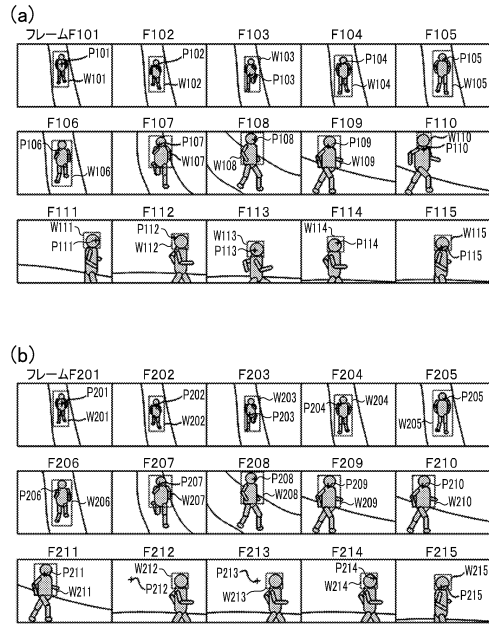 (a)
フレームF101 F102 F103 F104 F105
P101 P102 W103 P104 P105
W101 W102 P103 W104 W105
F106 F107 F108 F109 F110
P106 P107 P108 P109 W110
W106 W107 W108 W109 P110
F111 F112 F113 F114 F115
W111 P112 W113 W114 W115
P111 W112 P113 P114 P115
(b)
フレームF201 F202 F203 F204 F205
P201 P202 W203 P204 W204 P205
W201 W202 P203 W205
F206 F207 F208 F209 F210
P206 P207 P208 P209 P210
W206 W207 W208 W209 W210
F211 F212 F213 F214 F215
P211 W212 P213 P214 W215
W211 P212 W213 W214 P215